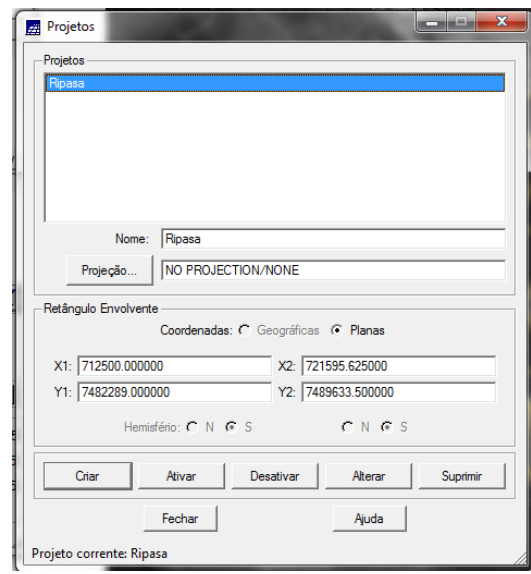 Projetos
Projetos
Ripasa
Nome: Ripasa
Projeção... NO PROJECTION/NONE
Retângulo Envolvente
Coordenadas: Geográficas Planas
X1: 712500.000000 X2: 721595.625000
Y1: 7482289.000000 Y2: 7489633.500000
Hemisfério: N S N S
Criar Ativar Desativar Alterar Suprimir
Fechar Ajuda
Projeto corrente: Ripasa